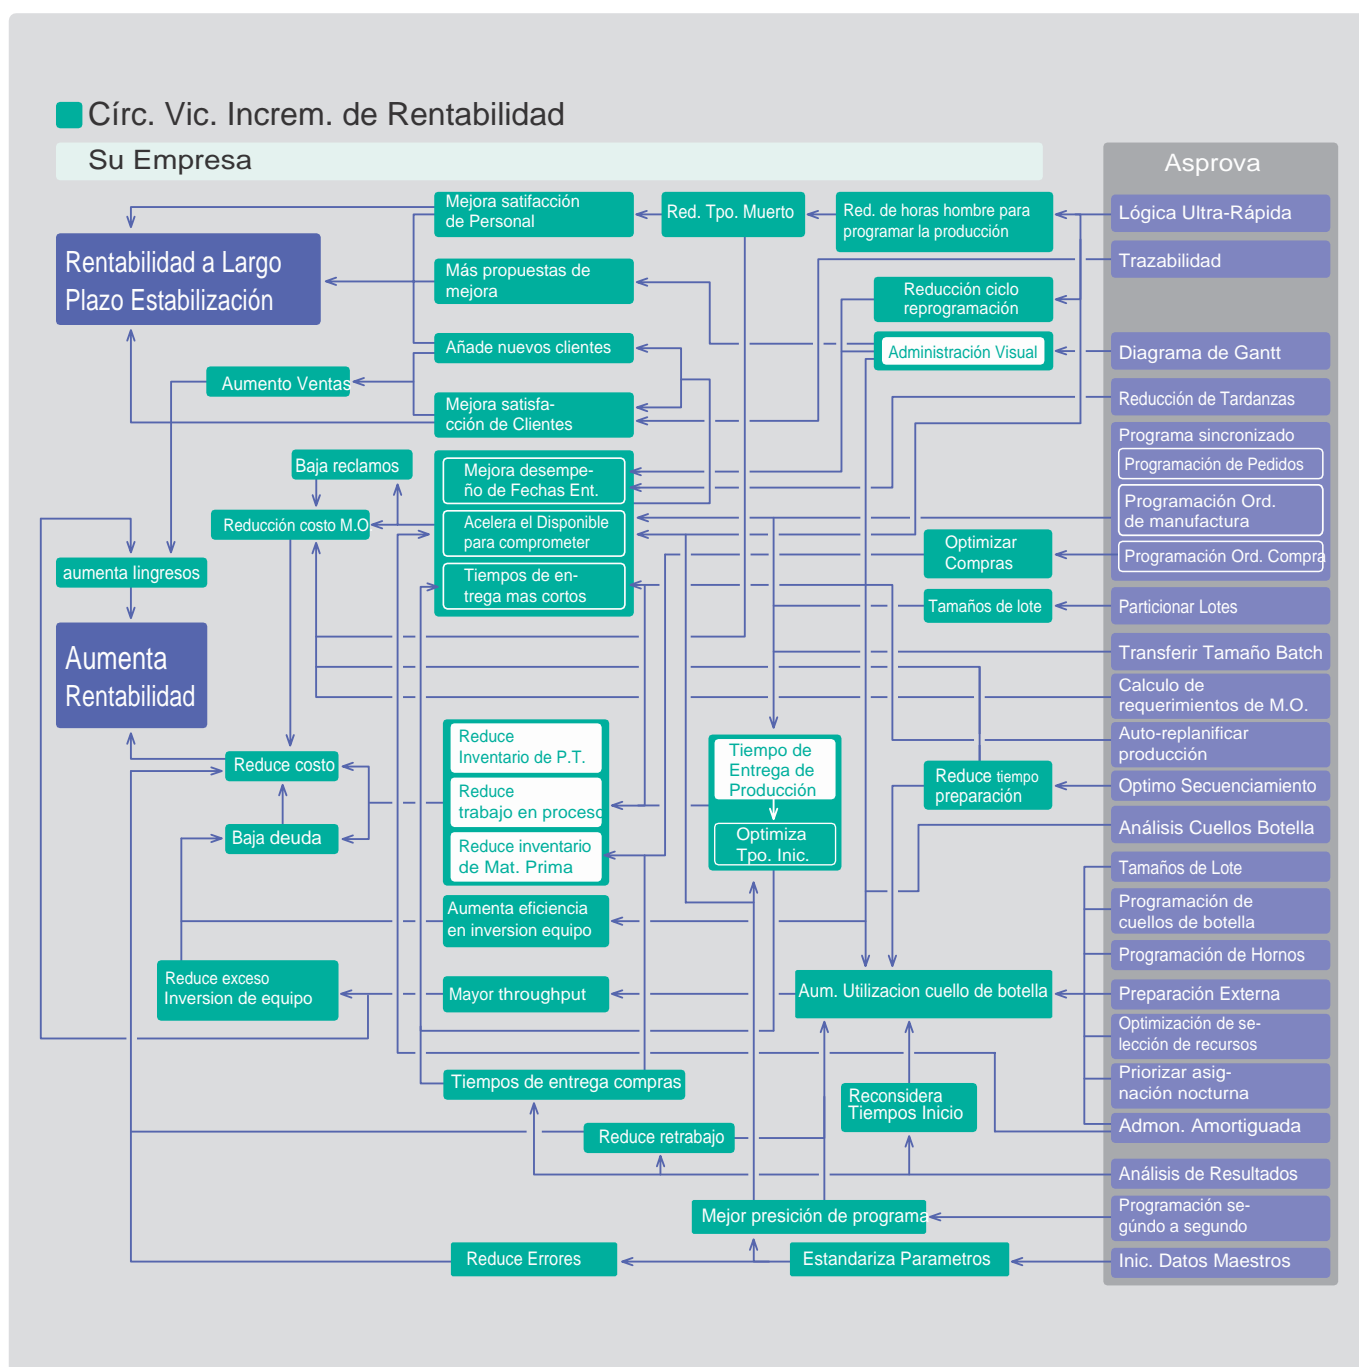 Círc. Vic. Increm. de Rentabilidad
Su Empresa
Asprova
Mejora satifacción
de Personal
Red. Tpo. Muerto
Red. de horas hombre para
programar la producción
Lógica Ultra-Rápida
Rentabilidad a Largo
Plazo Estabilización
Más propuestas de
mejora
Trazabilidad
Reducción ciclo
reprogramación
Añade nuevos clientes
Administración Visual
Diagrama de Gantt
Aumento Ventas
Mejora satisfa-
cción de Clientes
Reducción de Tardanzas
Programa sincronizado
Programación de Pedidos
Programación Ord.
de manufactura
Programación Ord. Compra
Baja reclamos
Mejora desempe-
ño de Fechas Ent.
Reducción costo M.O
Acelera el Disponible
para comprometer
Optimizar
Compras
aumenta Iingresos
Tiempos de en-
trega mas cortos
Tamaños de lote
Particionar Lotes
Aumenta
Rentabilidad
Transferir Tamaño Batch
Calculo de
requerimientos de M.O.
Auto-replanificar
producción
Reduce costo
Reduce
Inventario de P.T.
Reduce
trabajo en proceso
Reduce inventario
de Mat. Prima
Tiempo de
Entrega de
Producción
Optimiza
Tpo. Inic.
Reduce tiempo
preparación
Optimo Secuenciamiento
Baja deuda
Análisis Cuellos Botella
Tamaños de Lote
Aumenta eficiencia
en inversion equipo
Programación de
cuellos de botella
Programación de Hornos
Reduce exceso
Inversion de equipo
Mayor throughput
Aum. Utilizacion cuello de botella
Preparación Externa
Optimización de se-
lección de recursos
Tiempos de entrega compras
Reconsidera
Tiempos Inicio
Priorizar asig-
nación nocturna
Reduce retrabajo
Admon. Amortiguada
Análisis de Resultados
Mejor presición de programa
Programación se-
gúndo a segundo
Reduce Errores
Estandariza Parametros
Inic. Datos Maestros